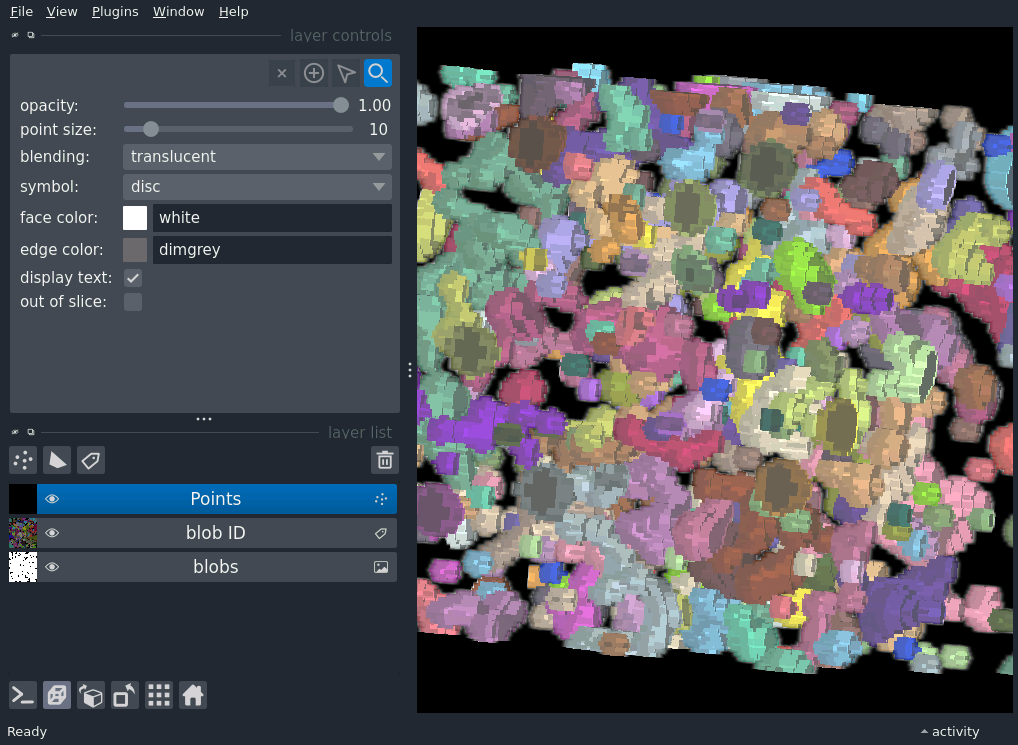 File View Plugins Window Help
layer controls
opacity: 1.00
point size: 10
blending: translucent
symbol: disc
face color: white
edge color: dimgrey
display text:
out of slice:
layer list
Points
blob ID
blobs
Ready activity